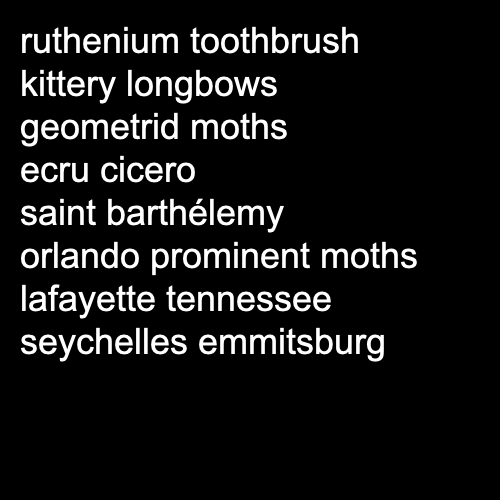 ruthenium toothbrush
kittery longbows
geometrid moths
ecru cicero
saint barthélemy
orlando prominent moths
lafayette tennessee
seychelles emmitsburg